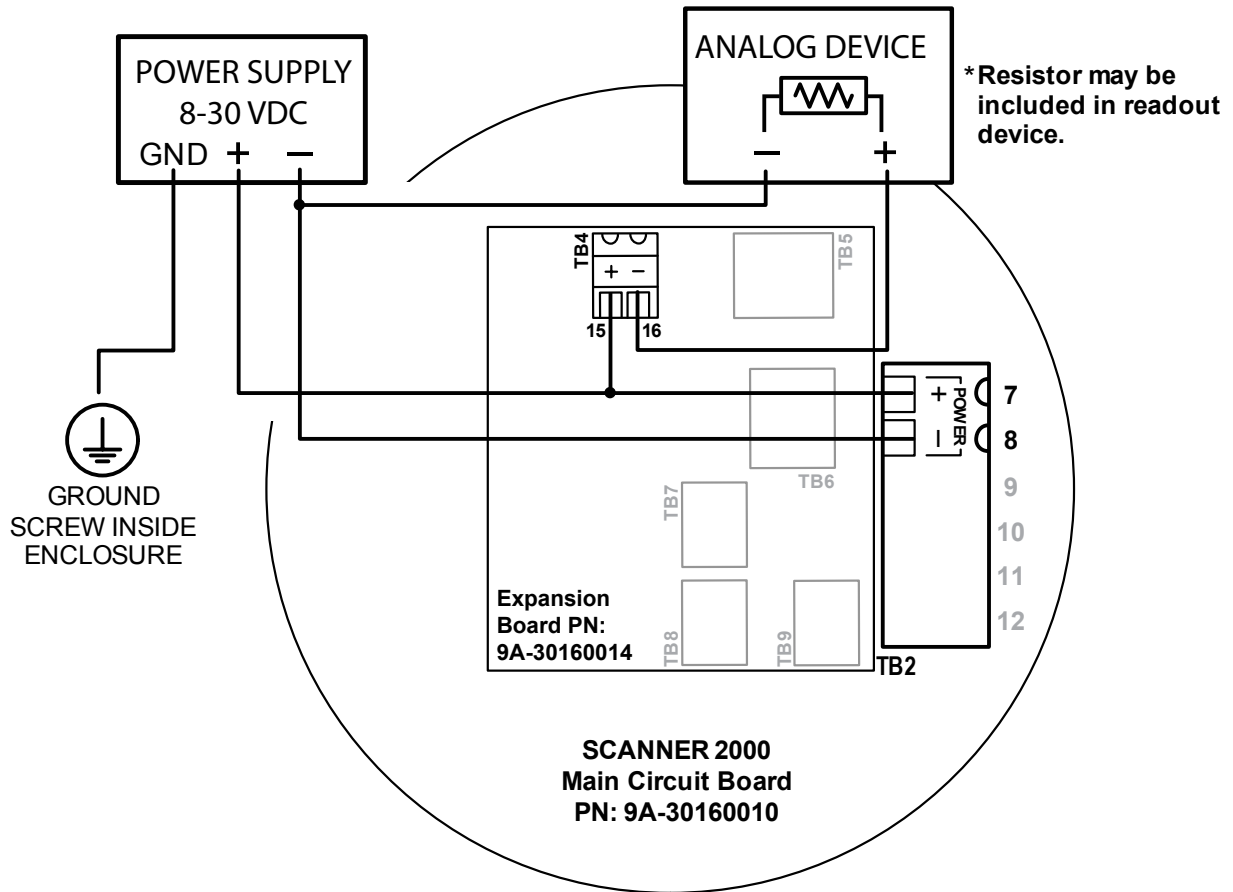 POWER SUPPLY
8-30 VDC
GND + −
ANALOG DEVICE
− +
*Resistor may be
included in readout
device.
TB4
+ −
15 16
TB5
GROUND
SCREW INSIDE
ENCLOSURE
+
−
POWER
7
8
9
10
11
12
TB2
TB6
TB7
TB8
TB9
Expansion
Board PN:
9A-30160014
SCANNER 2000
Main Circuit Board
PN: 9A-30160010